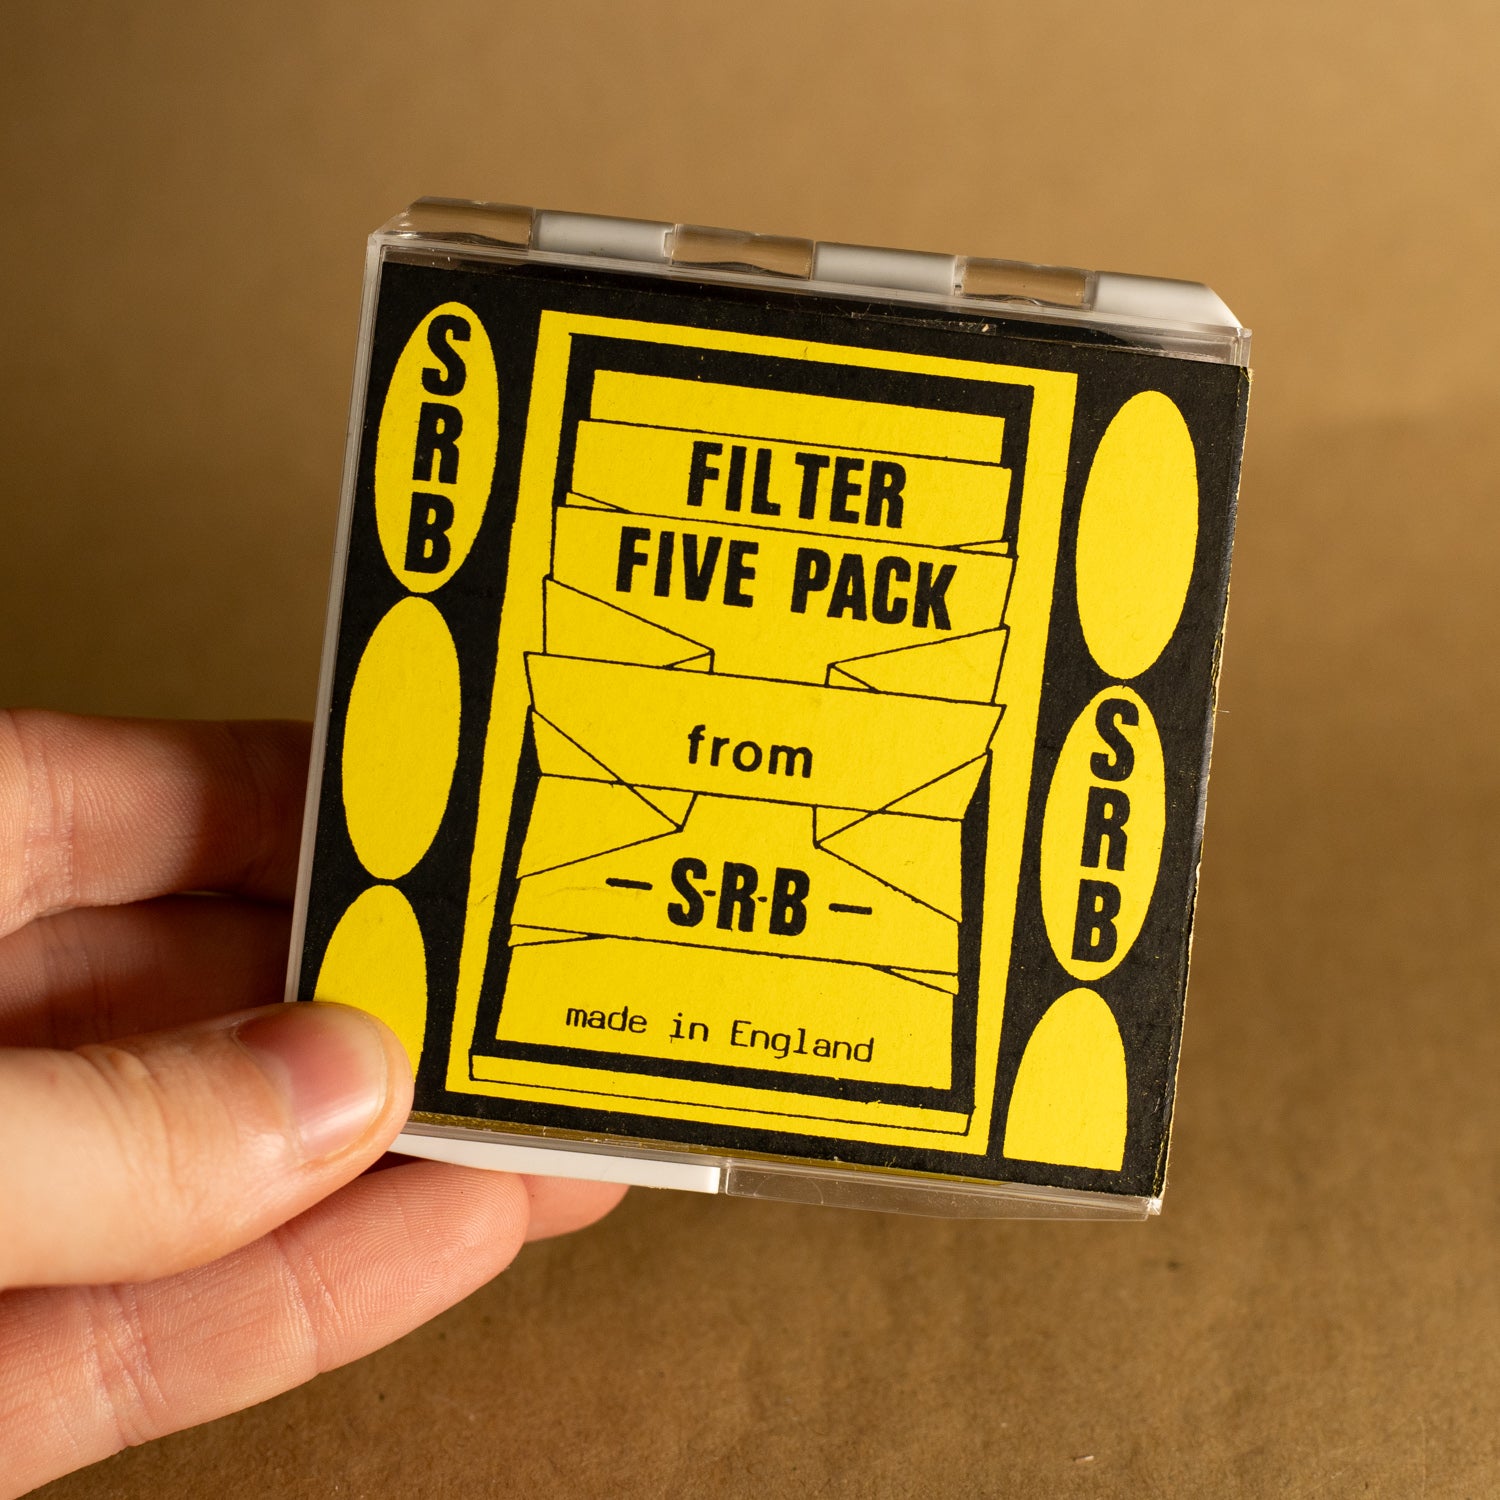 SRB
FILTER
FIVE PACK
from
- S·R·B -
made in England
SRB